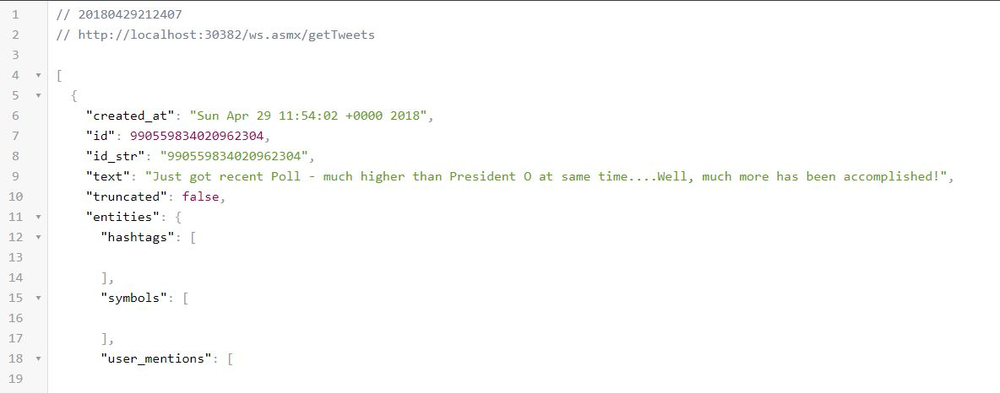 1 // 20180429212407
2 // http://localhost:30382/ws.asmx/getTweets
3
4 [
5 {
6 "created_at": "Sun Apr 29 11:54:02 +0000 2018",
7 "id": 990559834020962304,
8 "id_str": "990559834020962304",
9 "text": "Just got recent Poll - much higher than President O at same time....Well, much more has been accomplished!",
10 "truncated": false,
11 "entities": {
12 "hashtags": [
13
14 ],
15 "symbols": [
16
17 ],
18 "user_mentions": [
19